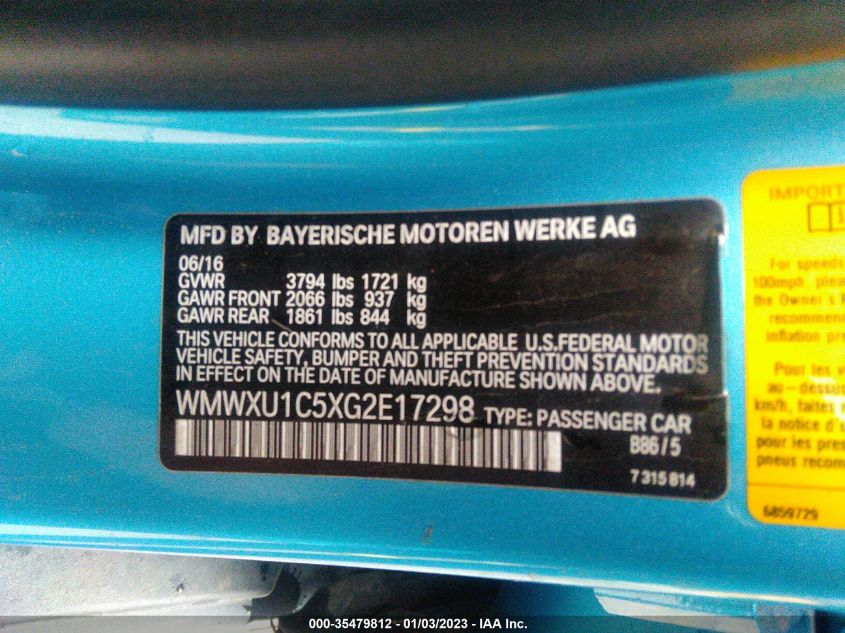 MFD BY BAYERISCHE MOTOREN WERKE AG
06/16
GVWR 3794 lbs 1721 kg
GAWR FRONT 2066 lbs 937 kg
GAWR REAR 1861 lbs 844 kg
THIS VEHICLE CONFORMS TO ALL APPLICABLE U.S.FEDERAL MOTOR
VEHICLE SAFETY, BUMPER AND THEFT PREVENTION STANDARDS
IN EFFECT ON THE DATE OF MANUFACTURE SHOWN ABOVE.
WMWXU1C5XG2E17298 TYPE: PASSENGER CAR
B86/5
7315814
IMPORT
For speeds
100mph, plea
the Owner's M
recommend
inflation pre
Pour les v
au-dessu
km/h, faites
la notice d'
pour les pres
pneus recom
6859729
000-35479812 - 01/03/2023 - IAA Inc.